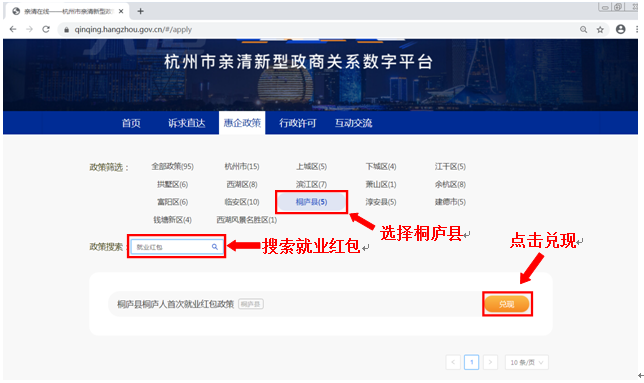 亲清在线——杭州市亲清新型政
qinqing.hangzhou.gov.cn/#/apply
杭州市亲清新型政商关系数字平台
首页 诉求直达 惠企政策 行政许可 互动交流
政策筛选： 全部政策(95) 杭州市(15) 上城区(5) 下城区(4) 江干区(5)
拱墅区(6) 西湖区(8) 滨江区(7) 萧山区(1) 余杭区(8)
富阳区(6) 临安区(10) 桐庐县(5) 淳安县(5) 建德市(5)
钱塘新区(4) 西湖风景名胜区(1)
选择桐庐县
点击兑现
政策搜索： 就业红包
搜索就业红包
桐庐县桐庐人首次就业红包政策 桐庐县 兑现
1 10 条/页